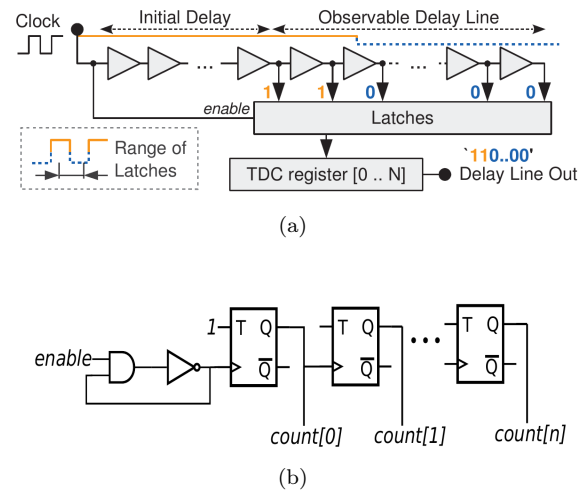 Clock
Initial Delay
Observable Delay Line
...
...
1 1 0 0 0
enable
Latches
Range of
Latches
TDC register [0 .. N]
`110..00'
Delay Line Out
(a)
1 T Q
Q
T Q
Q
...
T Q
Q
enable
count[0]
count[1]
count[n]
(b)